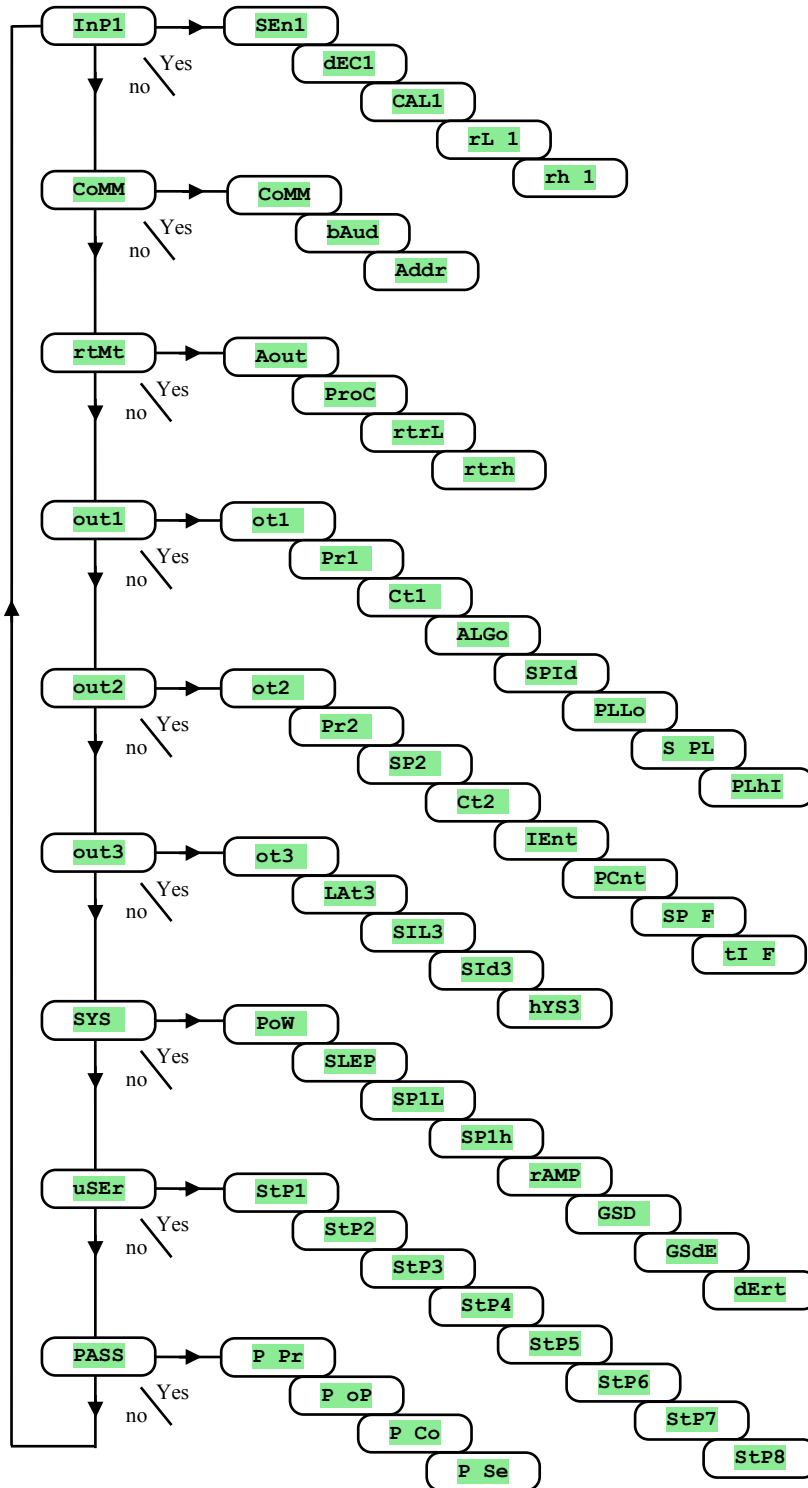 InP1
SEn1
dEC1
CAL1
rL 1
rh 1
Yes
no
CoMM
CoMM
bAud
Addr
Yes
no
rtMt
Aout
ProC
rtrL
rtrh
Yes
no
out1
ot1
Pr1
Ct1
ALGo
SPId
PLLo
S PL
PLhI
Yes
no
out2
ot2
Pr2
SP2
Ct2
IEnt
PCnt
SP F
tI F
Yes
no
out3
ot3
LAt3
SIL3
SId3
hYS3
Yes
no
SYS
PoW
SLEP
SP1L
SP1h
rAMP
GSD
GSdE
dErt
Yes
no
uSEr
StP1
StP2
StP3
StP4
StP5
StP6
StP7
StP8
Yes
no
PASS
P Pr
P oP
P Co
P Se
Yes
no